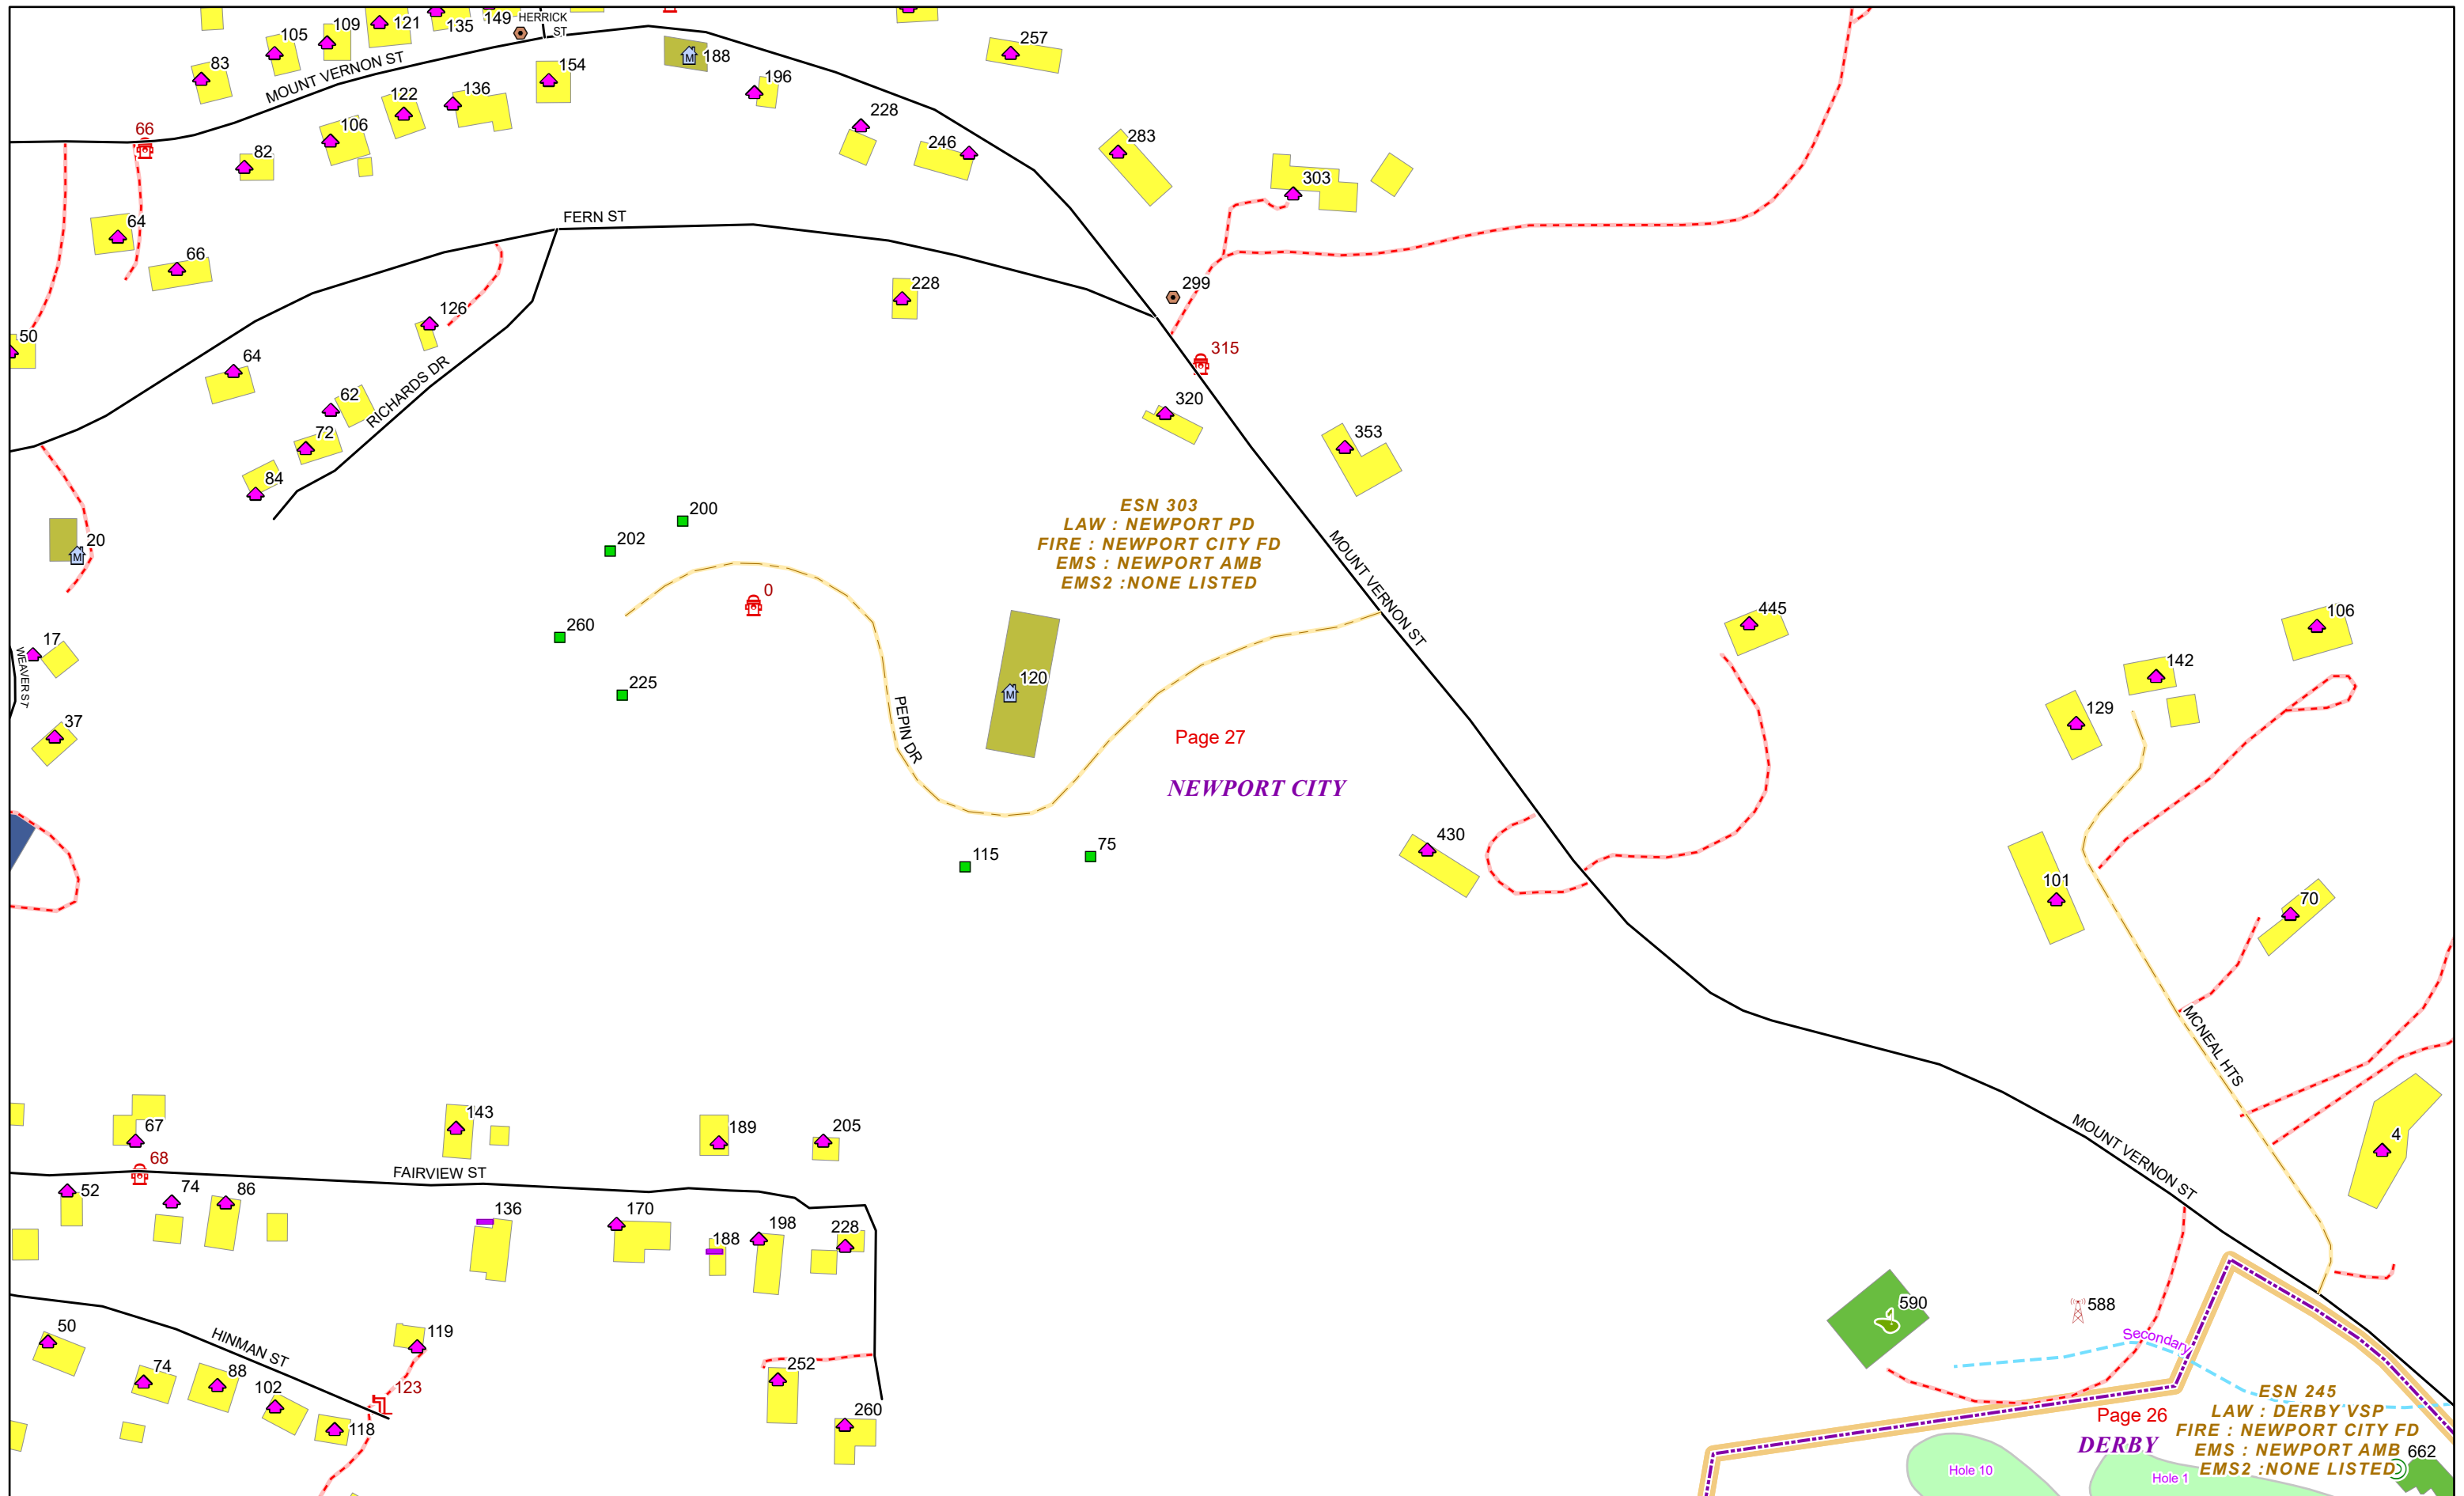 109
121
135
149
HERRICK
ST
105
83
MOUNT VERNON ST
154
188
257
196
136
122
106
228
66
82
246
283
303
64
FERN ST
66
299
228
126
50
315
64
RICHARDS DR
62
320
72
353
84
ESN 303
LAW : NEWPORT PD
FIRE : NEWPORT CITY FD
EMS : NEWPORT AMB
EMS2 :NONE LISTED
200
202
20
MOUNT VERNON ST
0
260
445
106
17
WEAVER ST
142
120
225
129
37
PEPIN DR
Page 27
NEWPORT CITY
430
75
115
101
70
MCNEAL HTS
67
143
189
205
4
68
FAIRVIEW ST
MOUNT VERNON ST
52
74
86
136
170
188
198
228
590
588
50
HINMAN ST
119
Secondary
252
74
88
102
123
118
260
ESN 245
LAW : DERBY VSP
FIRE : NEWPORT CITY FD
EMS : NEWPORT AMB
EMS2 :NONE LISTED
Page 26
DERBY
662
Hole 10
Hole 1